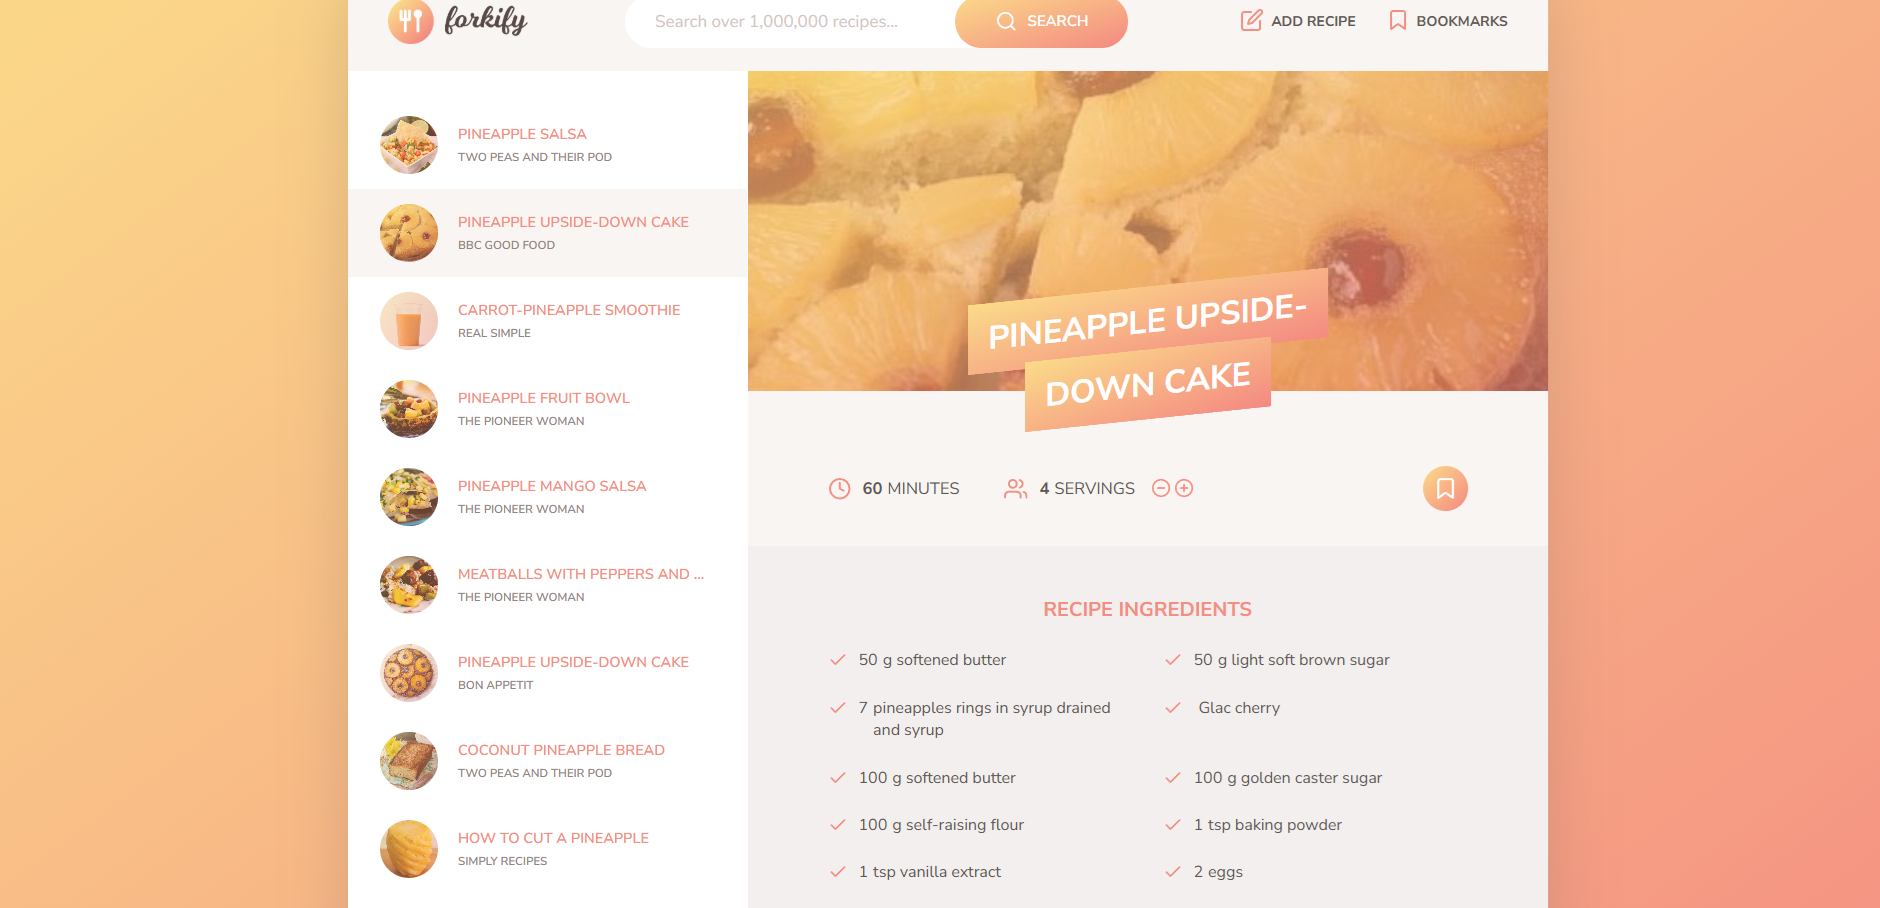 forkify
Search over 1,000,000 recipes...
SEARCH
ADD RECIPE
BOOKMARKS
PINEAPPLE SALSA
TWO PEAS AND THEIR POD
PINEAPPLE UPSIDE-DOWN CAKE
BBC GOOD FOOD
CARROT-PINEAPPLE SMOOTHIE
REAL SIMPLE
PINEAPPLE FRUIT BOWL
THE PIONEER WOMAN
PINEAPPLE MANGO SALSA
THE PIONEER WOMAN
MEATBALLS WITH PEPPERS AND ...
THE PIONEER WOMAN
PINEAPPLE UPSIDE-DOWN CAKE
BON APPETIT
COCONUT PINEAPPLE BREAD
TWO PEAS AND THEIR POD
HOW TO CUT A PINEAPPLE
SIMPLY RECIPES
PINEAPPLE UPSIDE-
DOWN CAKE
60 MINUTES
4 SERVINGS
RECIPE INGREDIENTS
50 g softened butter
50 g light soft brown sugar
7 pineapples rings in syrup drained
and syrup
Glac cherry
100 g softened butter
100 g golden caster sugar
100 g self-raising flour
1 tsp baking powder
1 tsp vanilla extract
2 eggs